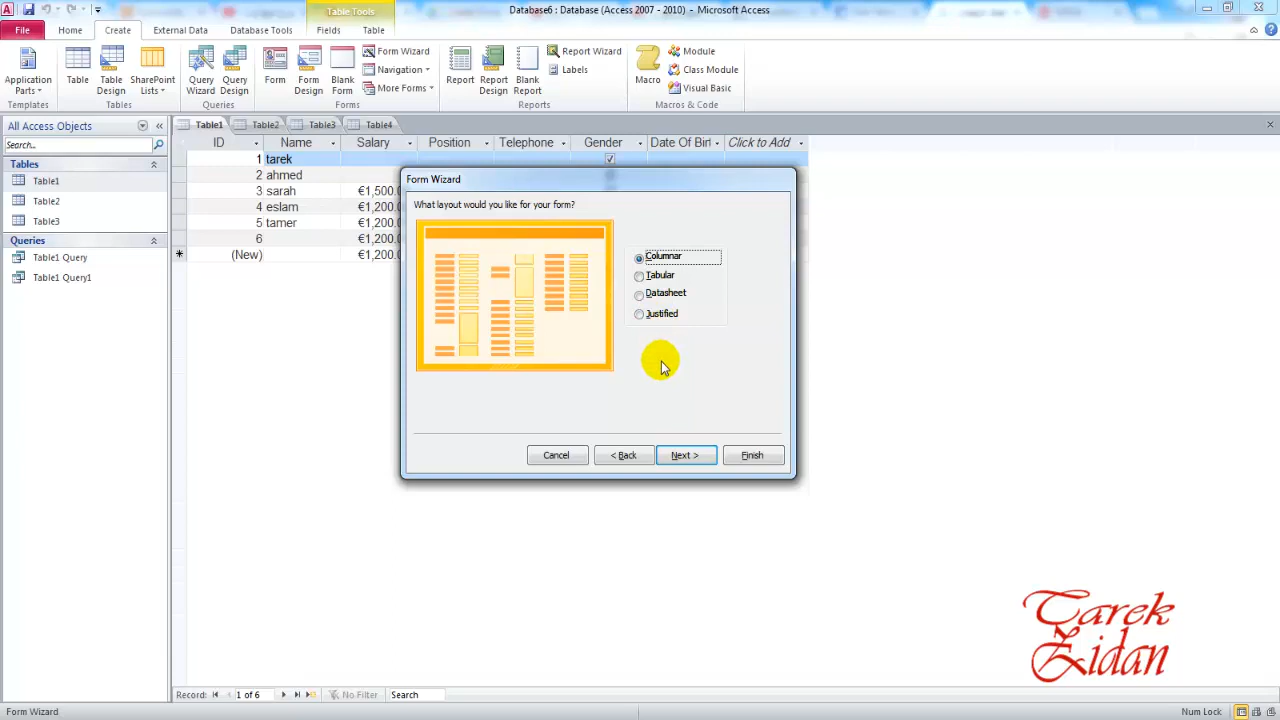 Table Tools
Database6 : Database (Access 2007 - 2010) - Microsoft Access
File Home Create External Data Database Tools Fields Table
Application Parts
Table
Table Design
SharePoint Lists
Query Wizard
Query Design
Form
Form Design
Blank Form
Form Wizard
Navigation
More Forms
Report
Report Design
Blank Report
Report Wizard
Labels
Macro
Module
Class Module
Visual Basic
Templates Tables Queries Forms Reports Macros & Code
All Access Objects
Search...
Tables
Table1
Table2
Table3
Queries
Table1 Query
Table1 Query1
Table1 Table2 Table3 Table4
ID Name Salary Position Telephone Gender Date Of Birt Click to Add
1 tarek
2 ahmed
3 sarah €1,500.0
4 eslam €1,200.0
5 tamer €1,200.0
6 €1,200.0
(New) €1,200.0
Form Wizard
What layout would you like for your form?
Columnar
Tabular
Datasheet
Justified
Cancel < Back Next > Finish
Tarek
Zidan
Record: 1 of 6 No Filter Search
Form Wizard Num Lock